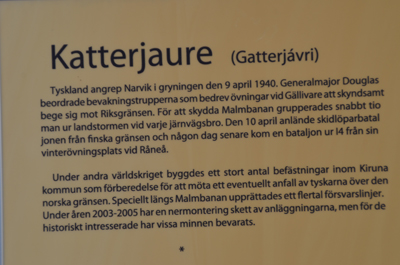 Katterjaure (Gatterjávri)
Tyskland angrep Narvik i gryningen den 9 april 1940. Generalmajor Douglas
beordrade bevakningstrupperna som bedrev övningar vid Gällivare att skyndsamt
bege sig mot Riksgränsen. För att skydda Malmbanan grupperades snabbt tio
man ur landstormen vid varje järnvägsbro. Den 10 april anlände skidlöparbatal
jonen från finska gränsen och någon dag senare kom en bataljon ur I4 från sin
vinterövningsplats vid Råneå.
Under andra världskriget byggdes ett stort antal befästningar inom Kiruna
kommun som förberedelse för att möta ett eventuellt anfall av tyskarna över den
norska gränsen. Speciellt längs Malmbanan upprättades ett flertal försvarslinjer.
Under åren 2003-2005 har en nermontering skett av anläggningarna, men för de
historiskt intresserade har vissa minnen bevarats.
*